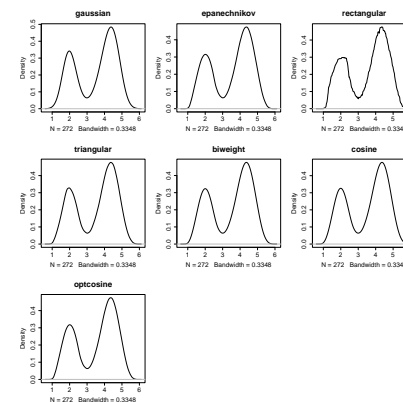 gaussian epanechnikov rectangular
Density Density Density
0.0 0.1 0.2 0.3 0.4 0.5 0.0 0.1 0.2 0.3 0.4 0.0 0.1 0.2 0.3 0.4
1 2 3 4 5 6 1 2 3 4 5 6 1 2 3 4 5
N = 272 Bandwidth = 0.3348 N = 272 Bandwidth = 0.3348 N = 272 Bandwidth = 0.334
triangular biweight cosine
Density Density Density
0.0 0.1 0.2 0.3 0.4 0.0 0.1 0.2 0.3 0.4 0.0 0.1 0.2 0.3 0.4
1 2 3 4 5 6 1 2 3 4 5 6 1 2 3 4 5
N = 272 Bandwidth = 0.3348 N = 272 Bandwidth = 0.3348 N = 272 Bandwidth = 0.334
optcosine
Density
0.0 0.1 0.2 0.3 0.4
1 2 3 4 5 6
N = 272 Bandwidth = 0.3348